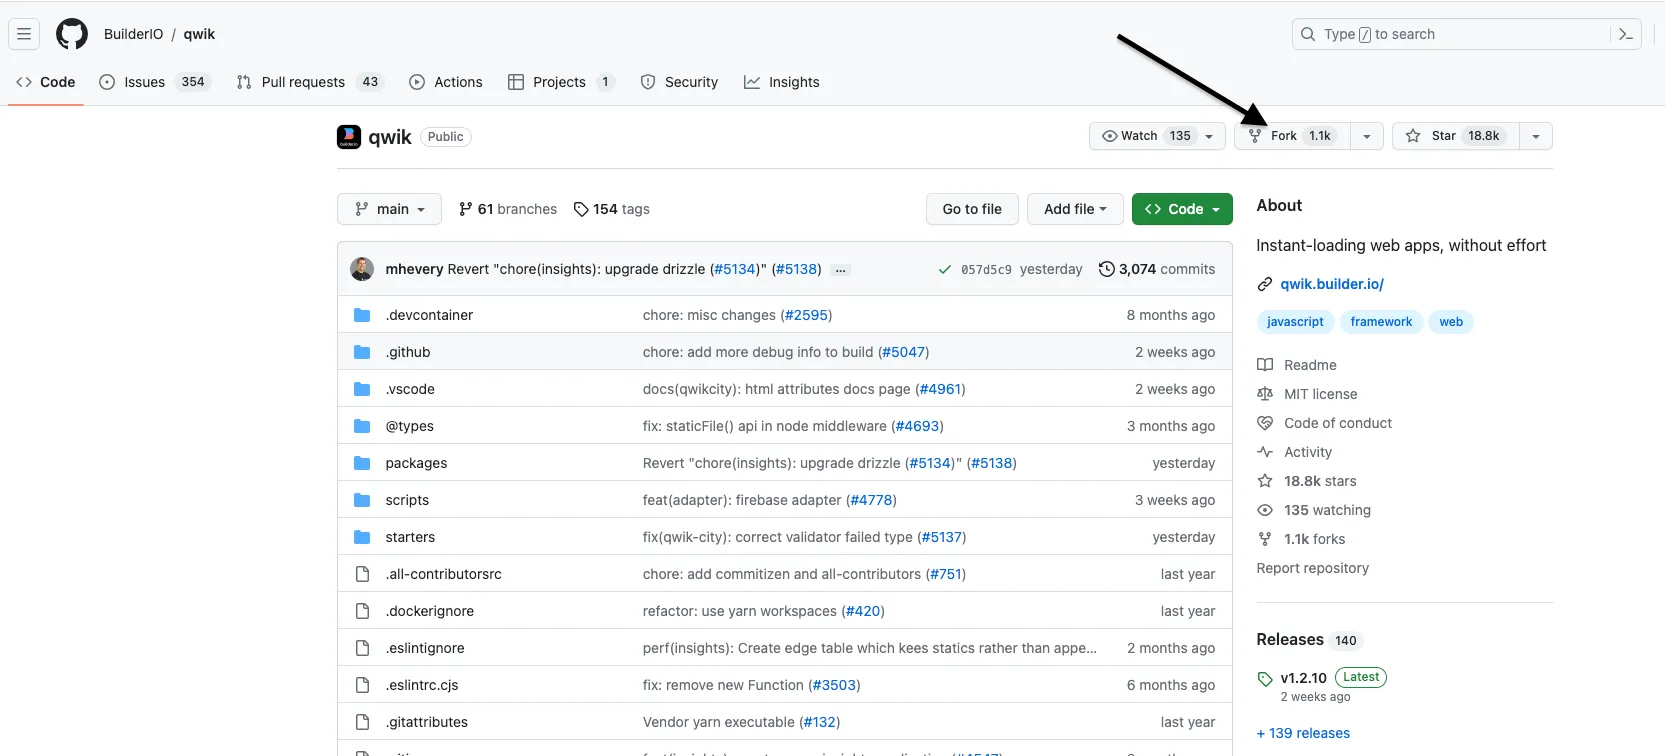 BuilderIO / qwik
Type / to search
Code Issues 354 Pull requests 43 Actions Projects 1 Security Insights
qwik Public
Watch 135 Fork 1.1k Star 18.8k
main 61 branches 154 tags Go to file Add file Code
mhevery Revert "chore(insights): upgrade drizzle (#5134)" (#5138) ... 057d5c9 yesterday 3,074 commits
.devcontainer chore: misc changes (#2595) 8 months ago
.github chore: add more debug info to build (#5047) 2 weeks ago
.vscode docs(qwikcity): html attributes docs page (#4961) 2 weeks ago
@types fix: staticFile() api in node middleware (#4693) 3 months ago
packages Revert "chore(insights): upgrade drizzle (#5134)" (#5138) yesterday
scripts feat(adapter): firebase adapter (#4778) 3 weeks ago
starters fix(qwik-city): correct validator failed type (#5137) yesterday
.all-contributorsrc chore: add commitizen and all-contributors (#751) last year
.dockerignore refactor: use yarn workspaces (#420) last year
.eslintignore perf(insights): Create edge table which kees statics rather than appe... 2 months ago
.eslintrc.cjs fix: remove new Function (#3503) 6 months ago
.gitattributes Vendor yarn executable (#132) last year
About
Instant-loading web apps, without effort
qwik.builder.io/
javascript framework web
Readme
MIT license
Code of conduct
Activity
18.8k stars
135 watching
1.1k forks
Report repository
Releases 140
v1.2.10 Latest
2 weeks ago
+ 139 releases